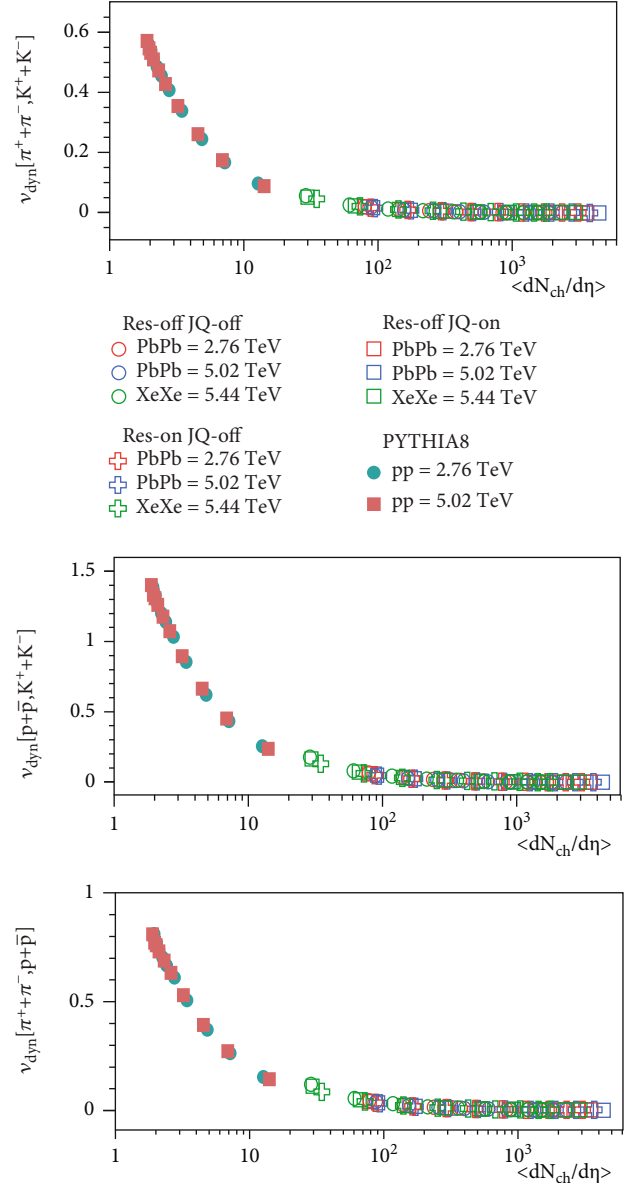 0.6
0.4
0.2
0
ν_dyn[π⁺+π⁻,K⁺+K⁻]
1 10 10² 10³
<dN_ch/dη>
Res-off JQ-off
PbPb = 2.76 TeV
PbPb = 5.02 TeV
XeXe = 5.44 TeV
Res-on JQ-off
PbPb = 2.76 TeV
PbPb = 5.02 TeV
XeXe = 5.44 TeV
Res-off JQ-on
PbPb = 2.76 TeV
PbPb = 5.02 TeV
XeXe = 5.44 TeV
PYTHIA8
pp = 2.76 TeV
pp = 5.02 TeV
1.5
1
0.5
0
ν_dyn[p+p̅,K⁺+K⁻]
1 10 10² 10³
<dN_ch/dη>
1
0.5
0
ν_dyn[π⁺+π⁻,p+p̅]
1 10 10² 10³
<dN_ch/dη>